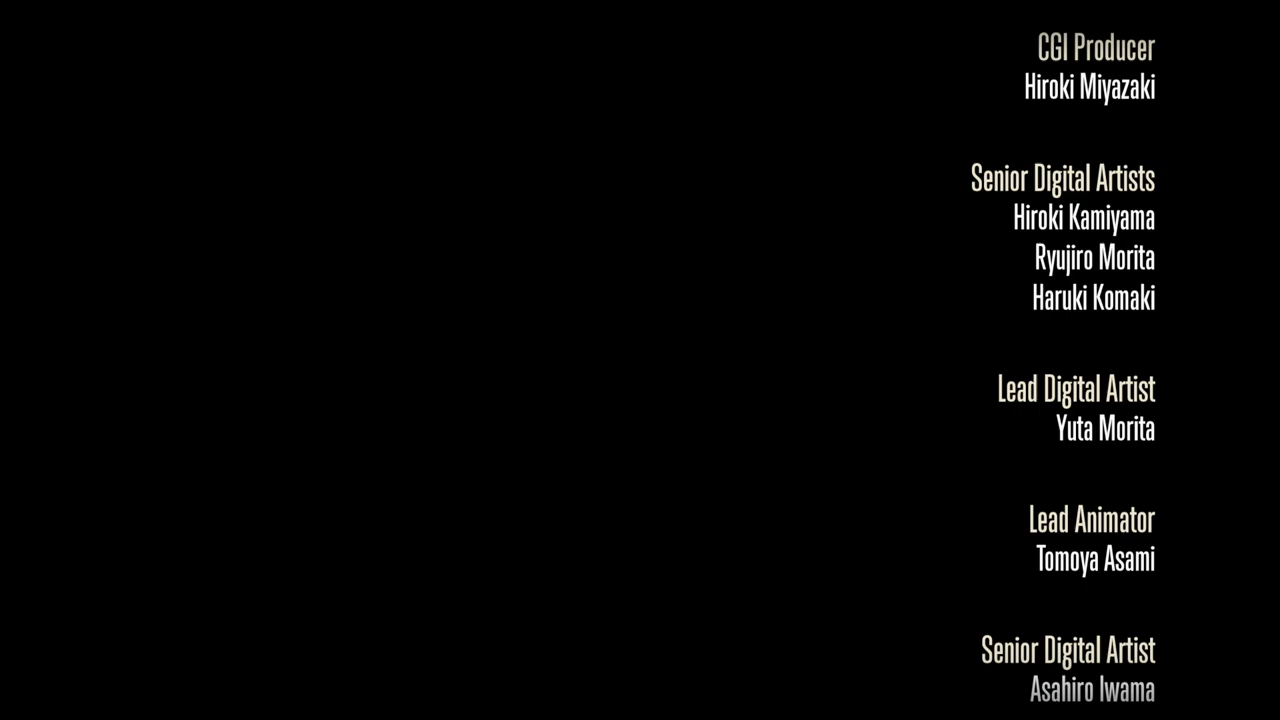 CGI Producer
Hiroki Miyazaki
Senior Digital Artists
Hiroki Kamiyama
Ryujiro Morita
Haruki Komaki
Lead Digital Artist
Yuta Morita
Lead Animator
Tomoya Asami
Senior Digital Artist
Asahiro Iwama